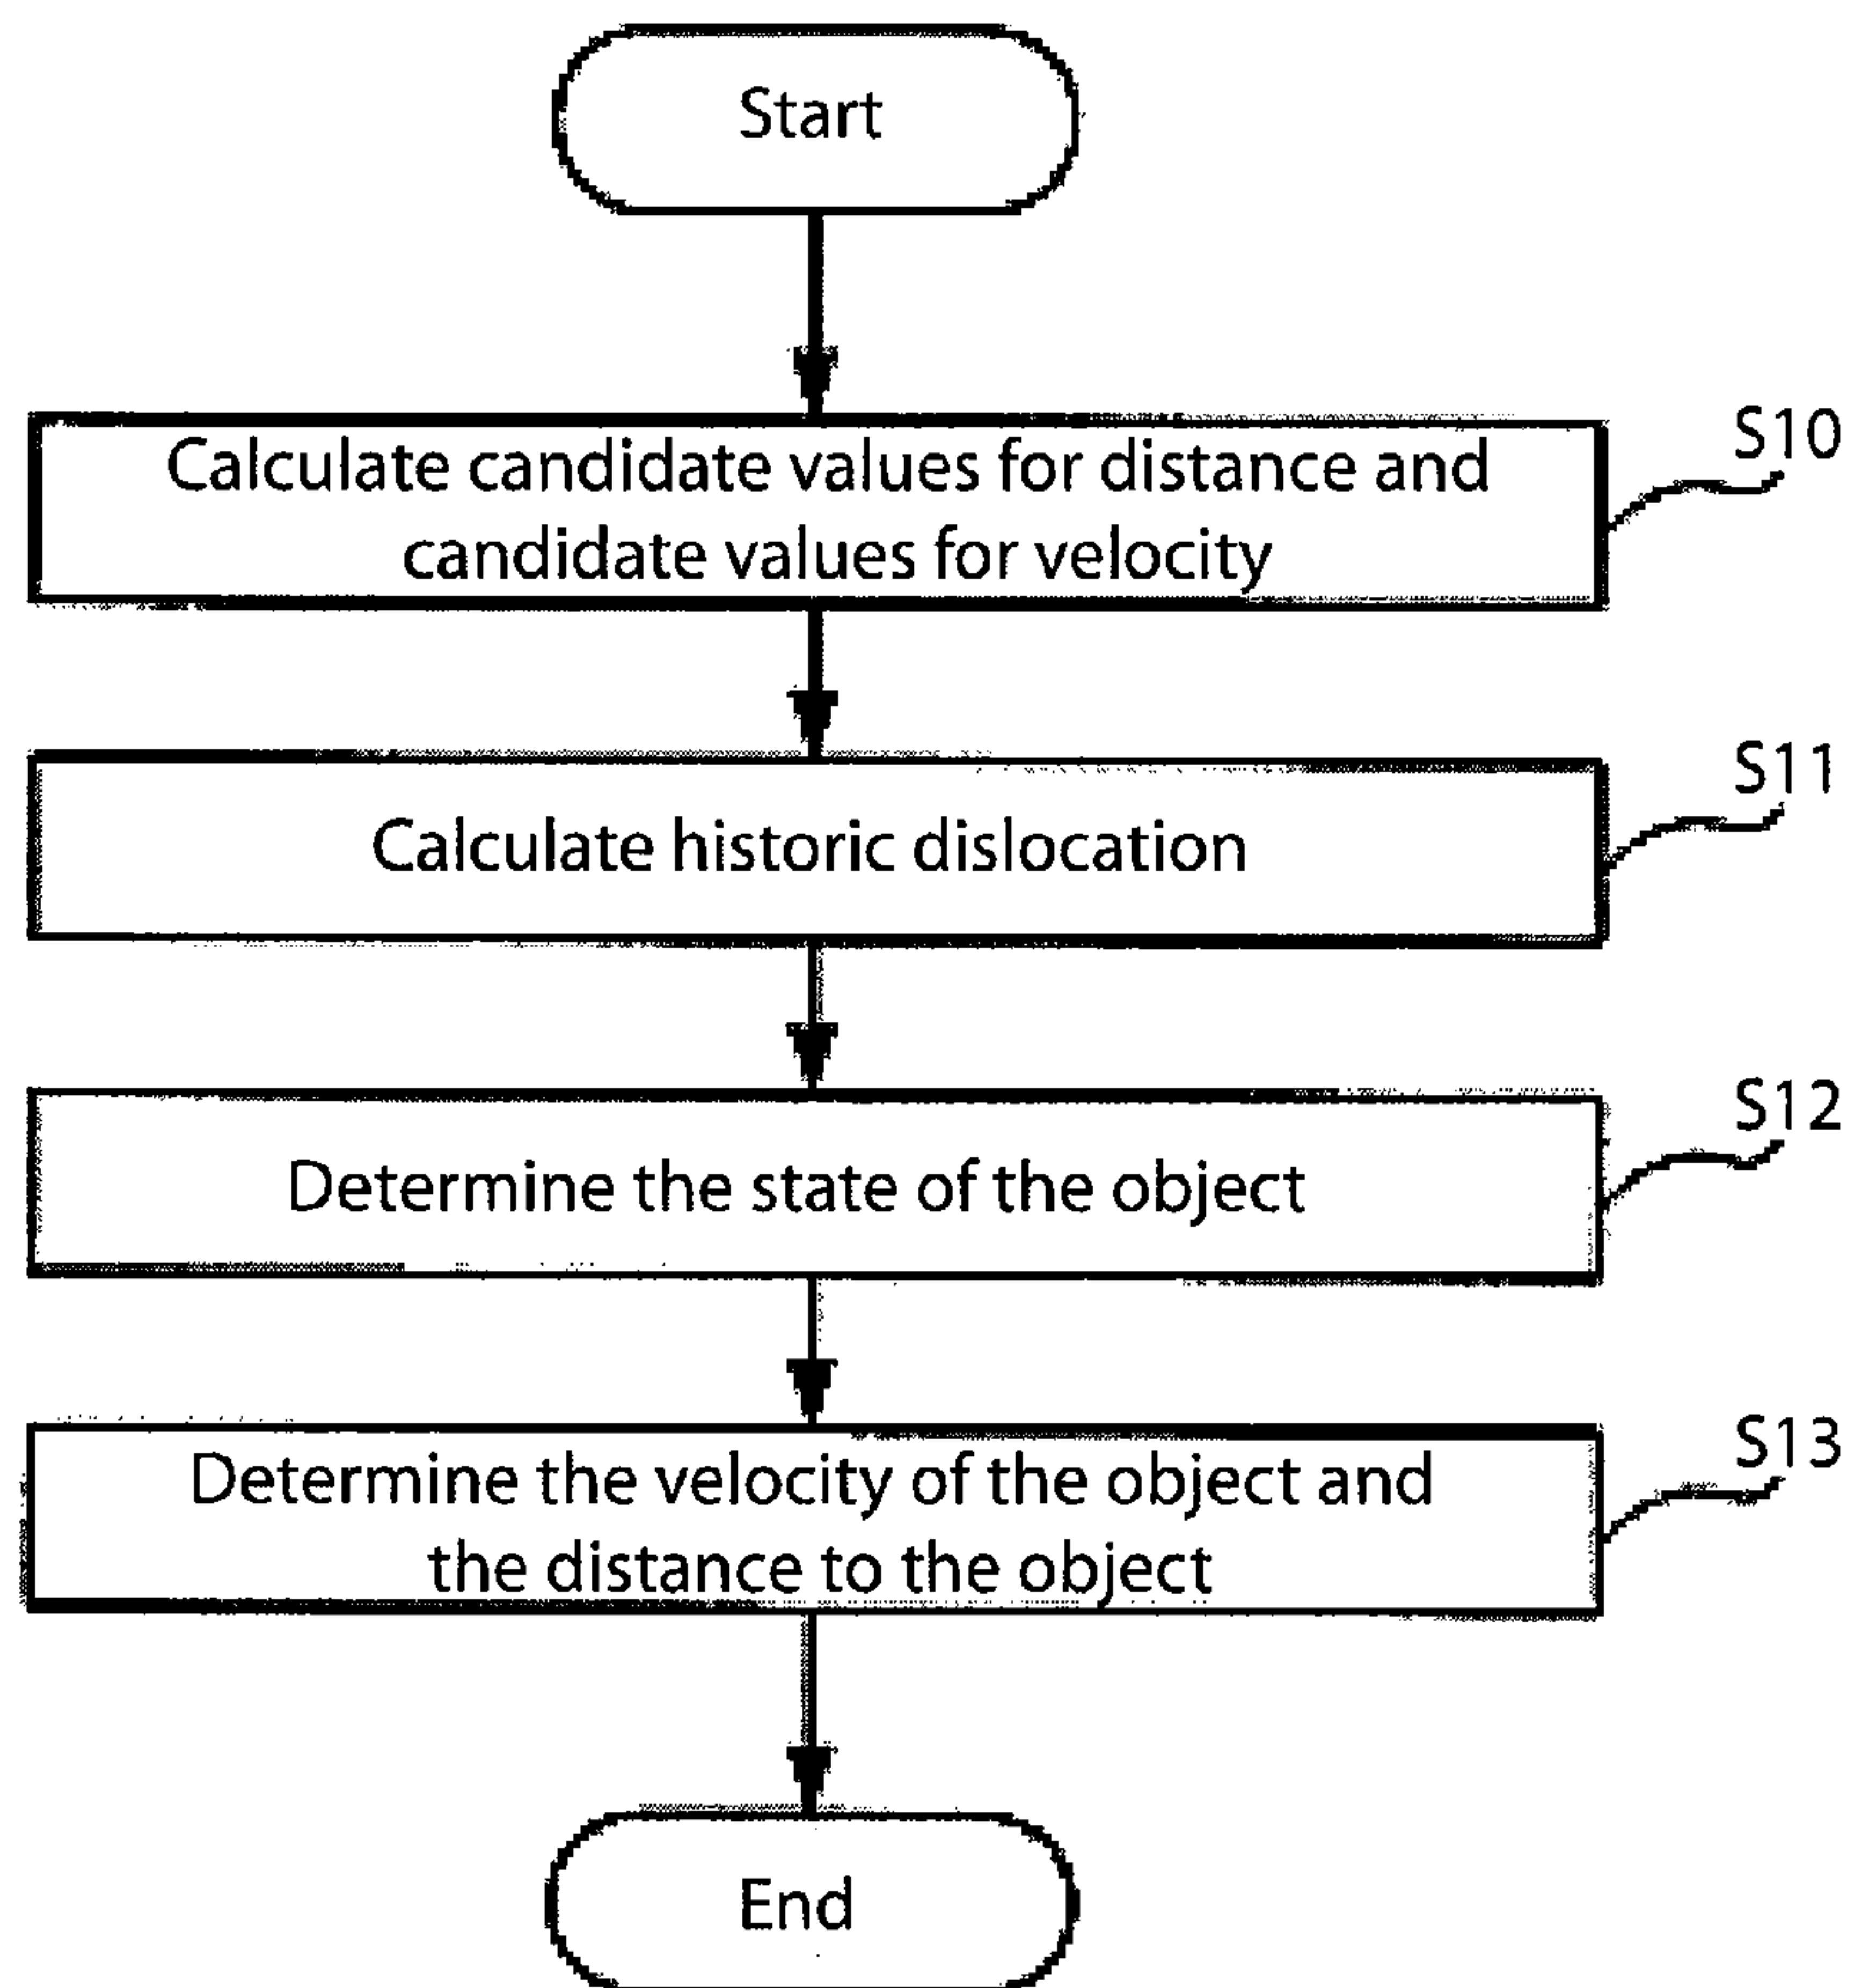 Start
S10
Calculate candidate values for distance and
candidate values for velocity
S11
Calculate historic dislocation
S12
Determine the state of the object
S13
Determine the velocity of the object and
the distance to the object
End